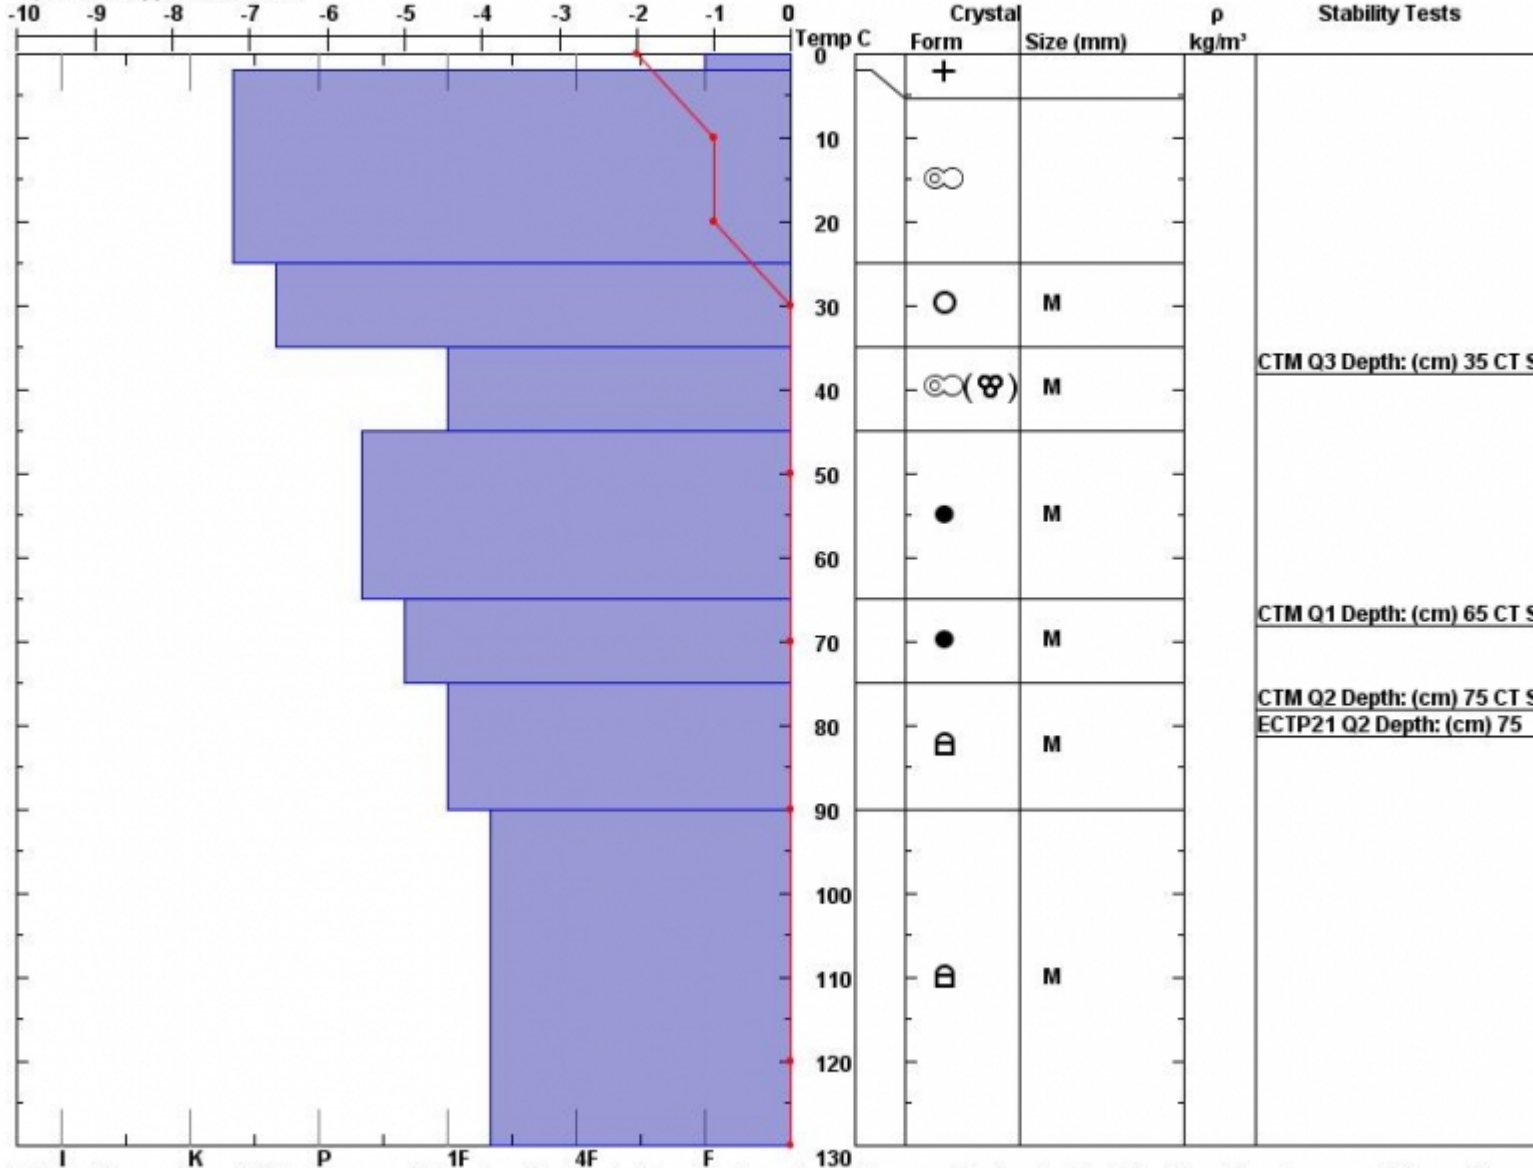 -10 -9 -8 -7 -6 -5 -4 -3 -2 -1 0 Crystal ρ Stability Tests
Temp C Form Size (mm) kg/m³
0
+
10
20
30 M
CTM Q3 Depth: (cm) 35 CT S
40 ( ) M
50
M
60
CTM Q1 Depth: (cm) 65 CT S
70 M
CTM Q2 Depth: (cm) 75 CT S
80 ECTP21 Q2 Depth: (cm) 75
M
90
100
110 M
120
130
I K P 1F 4F F